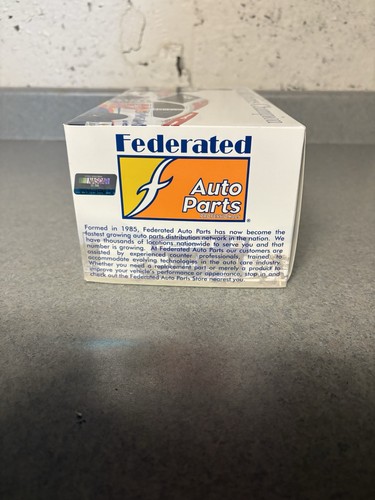 Federated
Auto
Parts
NASCAR
Formed in 1985, Federated Auto Parts has now become the
fastest growing auto parts distribution network in the nation. We
have thousands of locations nationwide to serve you and that
number is growing. At Federated Auto Parts our customers are
assisted by experienced counter professionals, trained to
accommodate evolving technologies in the auto care industry.
Whether you need a replacement part or merely a product to
improve your vehicle's performance or appearance, stop in and
check out the Federated Auto Parts Store nearest you.